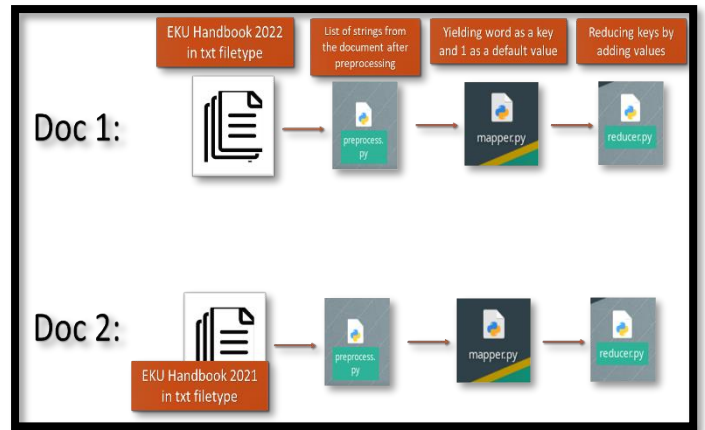 EKU Handbook 2022
in txt filetype
List of strings from
the document after
preprocessing
Yielding word as a key
and 1 as a default value
Reducing keys by
adding values
Doc 1:
preprocess.
py
mapper.py
reducer.py
Doc 2:
preprocess.
py
mapper.py
reducer.py
EKU Handbook 2021
in txt filetype